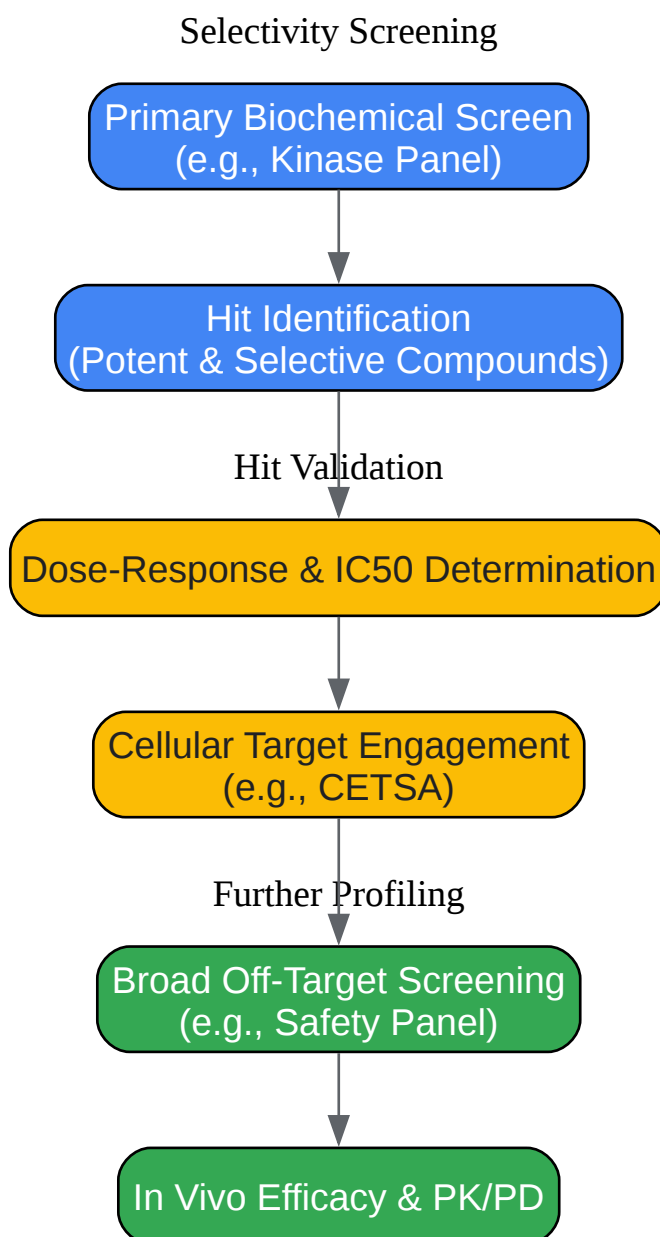 Selectivity Screening
Primary Biochemical Screen
(e.g., Kinase Panel)
Hit Identification
(Potent & Selective Compounds)
Hit Validation
Dose-Response & IC50 Determination
Cellular Target Engagement
(e.g., CETSA)
Further Profiling
Broad Off-Target Screening
(e.g., Safety Panel)
In Vivo Efficacy & PK/PD